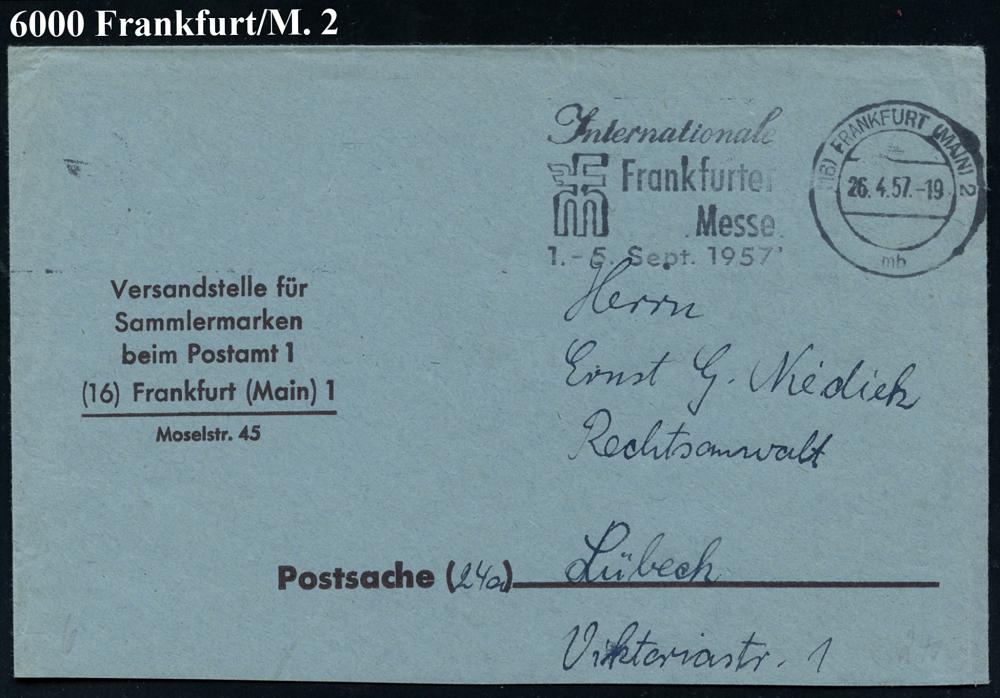 6000 Frankfurt/M. 2
Internationale
Frankfurter
Messe
1.-5. Sept. 1957
(16) FRANKFURT (MAIN) 2
26.4.57.-19
mb
Versandstelle für
Sammlermarken
beim Postamt 1
(16) Frankfurt (Main) 1
Moselstr. 45
Herrn
Ernst G. Niedick
Rechtsanwalt
Postsache (24a) Lübeck
Viktoriastr. 1